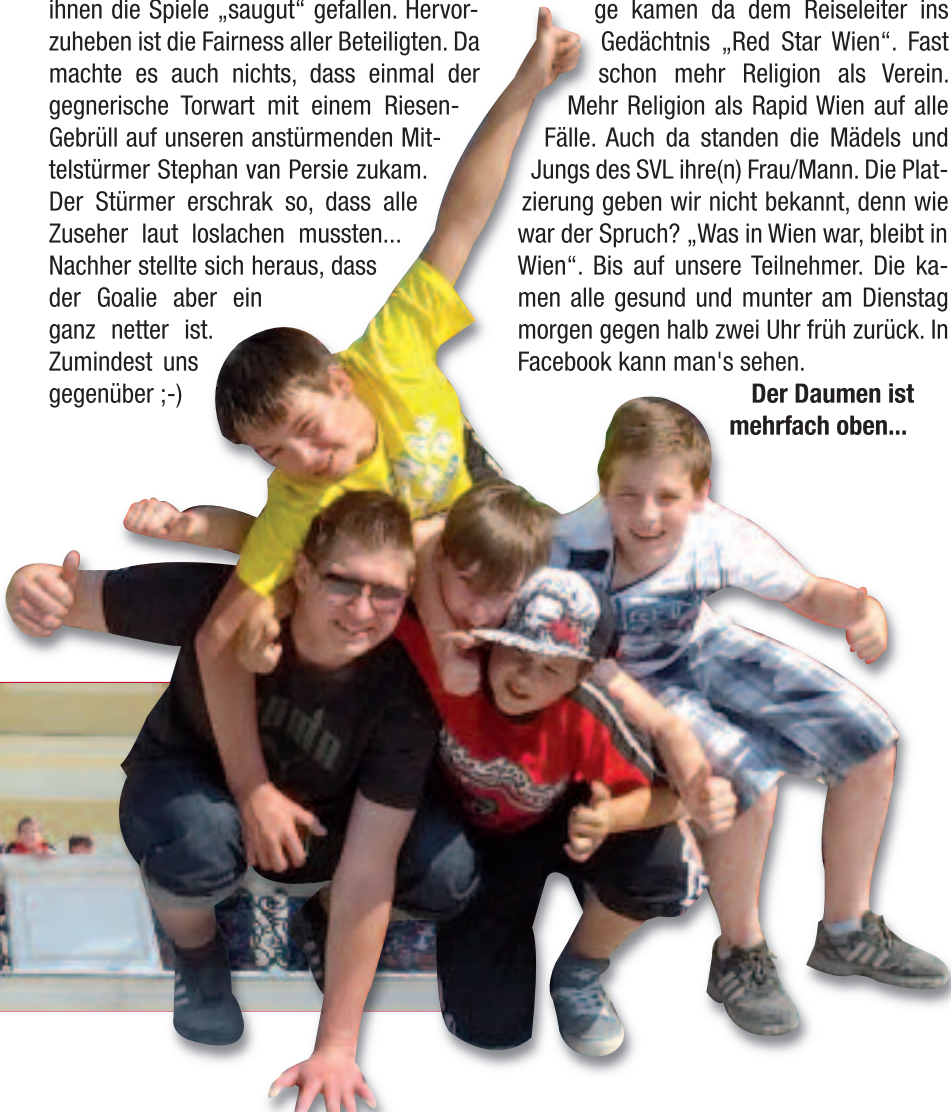 ihnen die Spiele „saugut“ gefallen. Hervor-
zuheben ist die Fairness aller Beteiligten. Da
machte es auch nichts, dass einmal der
gegnerische Torwart mit einem Riesen-
Gebrüll auf unseren anstürmenden Mit-
telstürmer Stephan van Persie zukam.
Der Stürmer erschrak so, dass alle
Zuseher laut loslachen mussten...
Nachher stellte sich heraus, dass
der Goalie aber ein
ganz netter ist.
Zumindest uns
gegenüber ;-)
ge kamen da dem Reiseleiter ins
Gedächtnis „Red Star Wien“. Fast
schon mehr Religion als Verein.
Mehr Religion als Rapid Wien auf alle
Fälle. Auch da standen die Mädels und
Jungs des SVL ihre(n) Frau/Mann. Die Plat-
zierung geben wir nicht bekannt, denn wie
war der Spruch? „Was in Wien war, bleibt in
Wien“. Bis auf unsere Teilnehmer. Die ka-
men alle gesund und munter am Dienstag
morgen gegen halb zwei Uhr früh zurück. In
Facebook kann man's sehen.
Der Daumen ist
mehrfach oben...